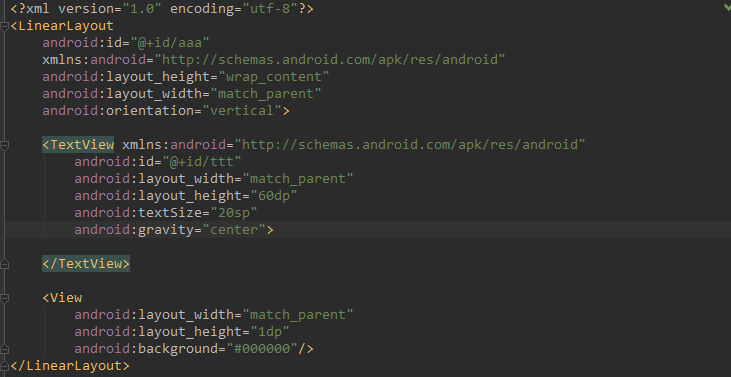 <?xml version="1.0" encoding="utf-8"?>
<LinearLayout
    android:id="@+id/aaa"
    xmlns:android="http://schemas.android.com/apk/res/android"
    android:layout_height="wrap_content"
    android:layout_width="match_parent"
    android:orientation="vertical">

    <TextView xmlns:android="http://schemas.android.com/apk/res/android"
        android:id="@+id/ttt"
        android:layout_width="match_parent"
        android:layout_height="60dp"
        android:textSize="20sp"
        android:gravity="center">

    </TextView>

    <View
        android:layout_width="match_parent"
        android:layout_height="1dp"
        android:background="#000000"/>
</LinearLayout>